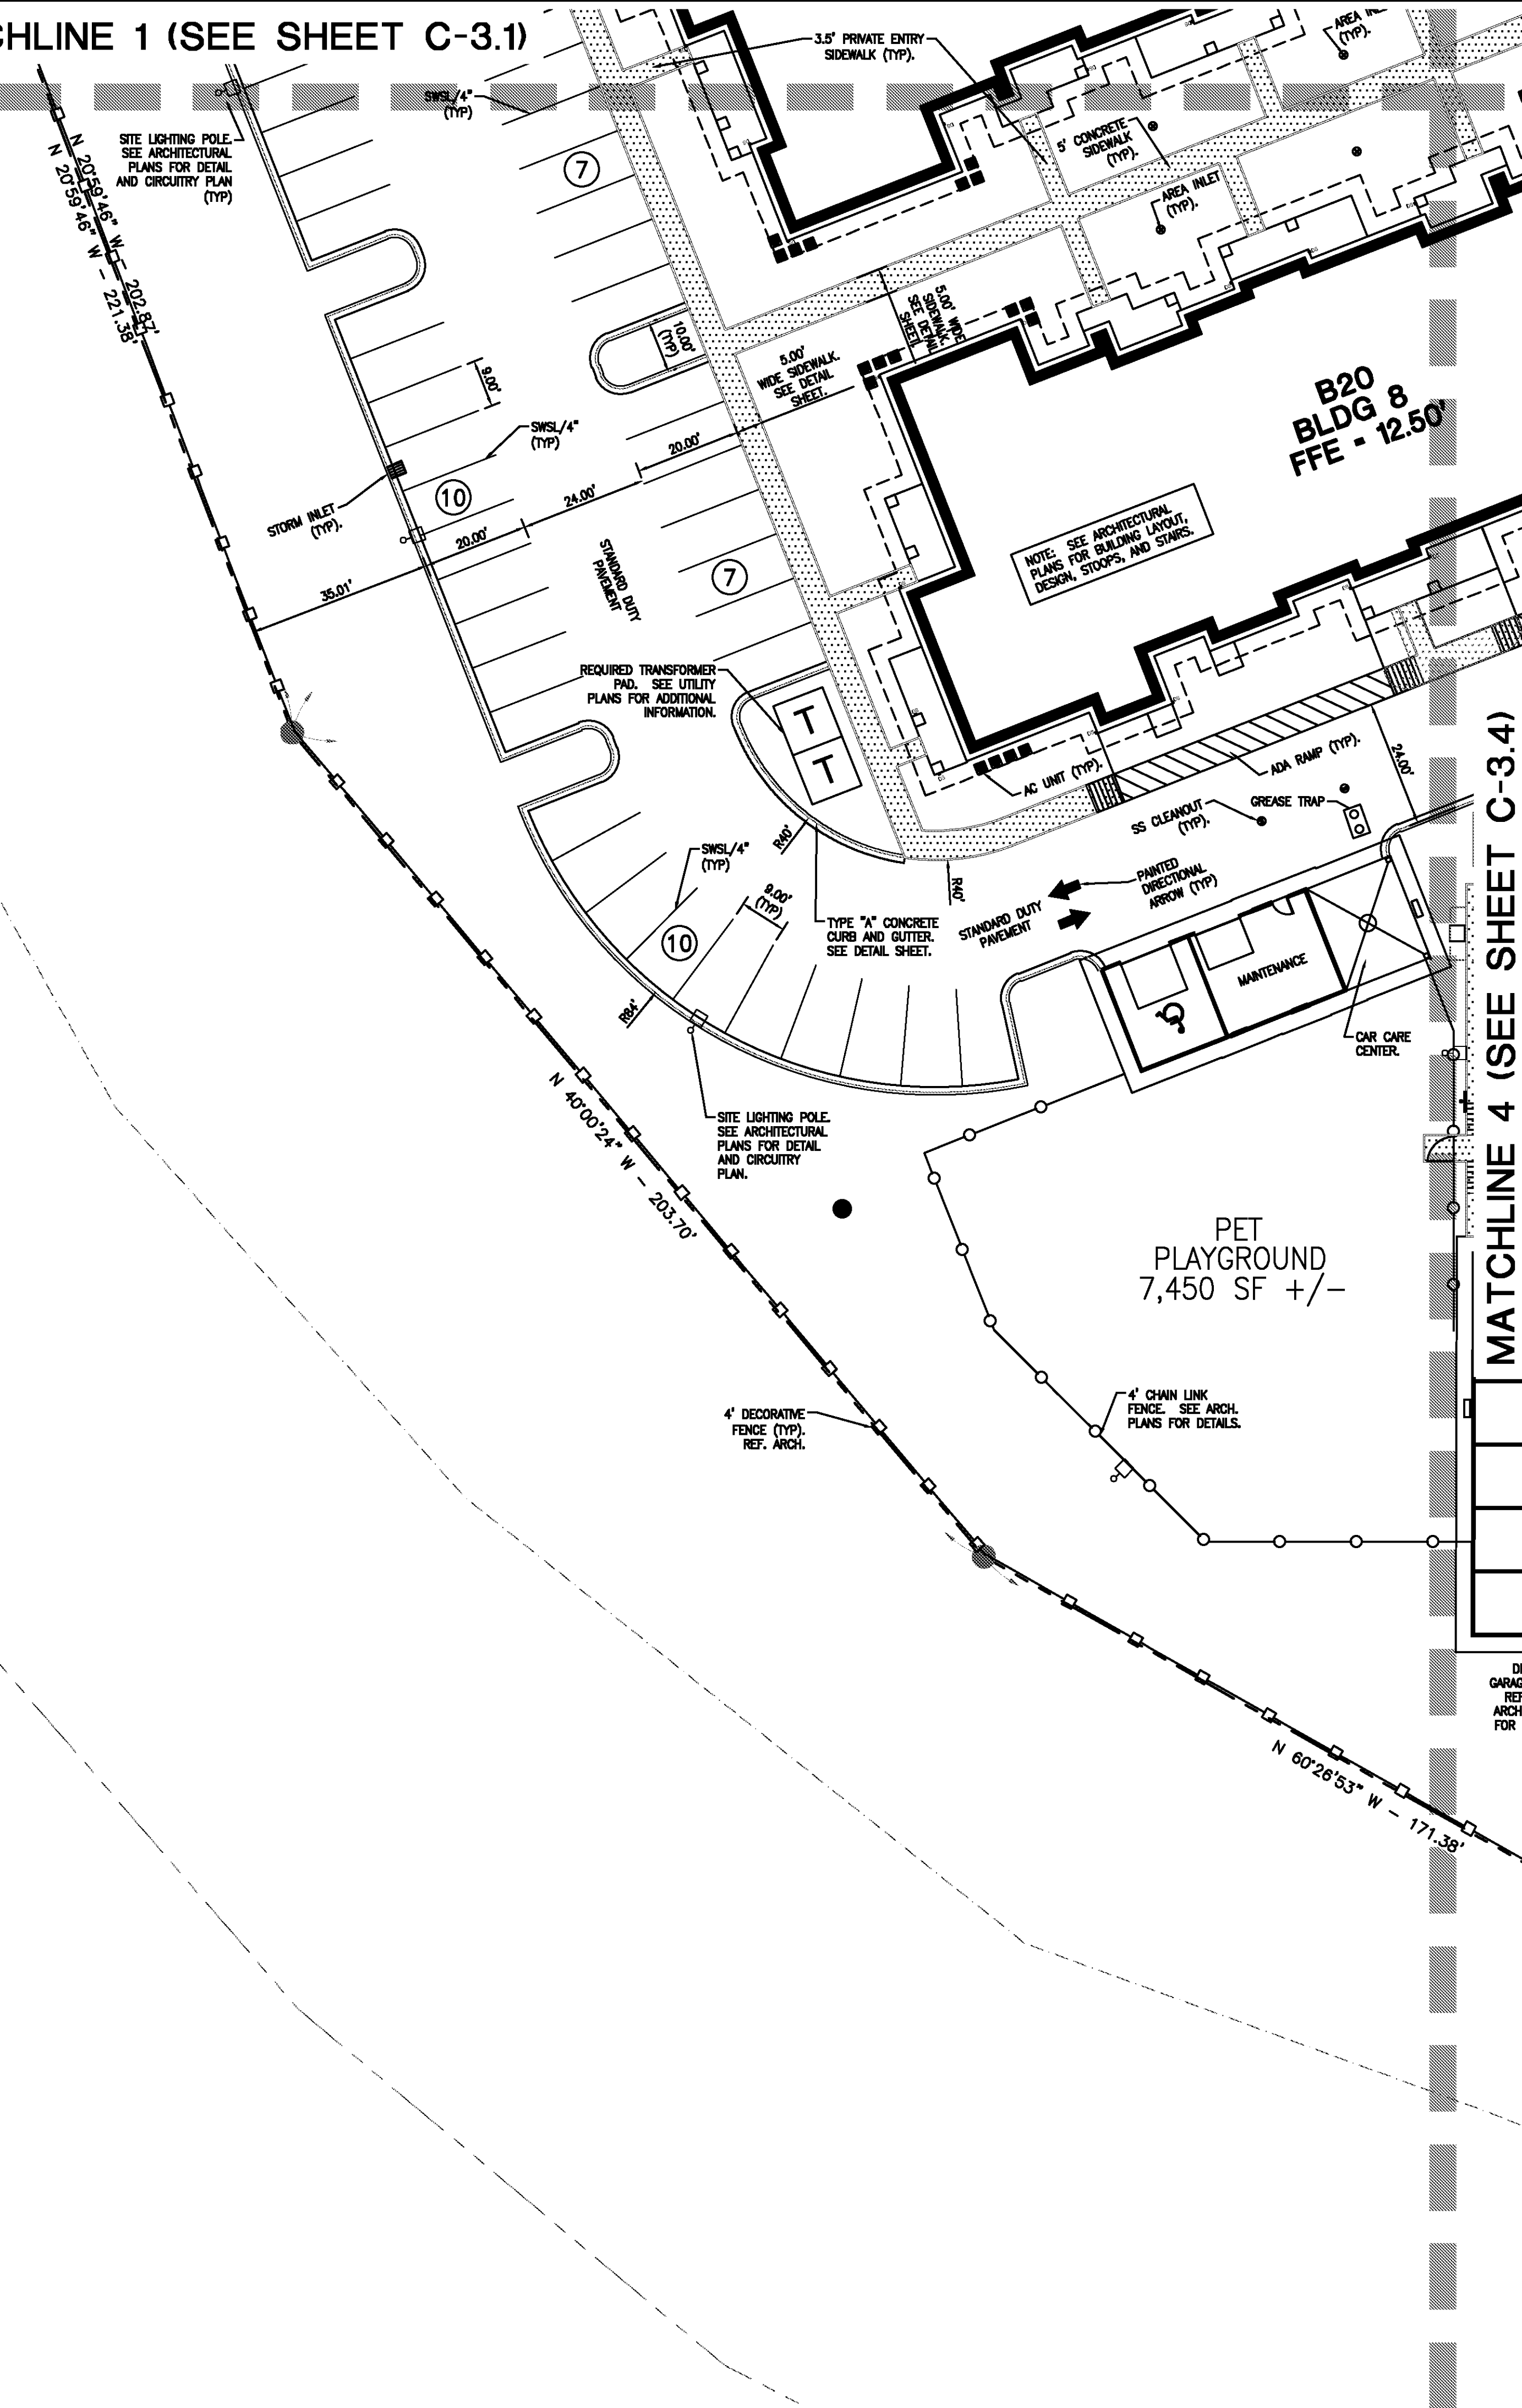 CHLINE 1 (SEE SHEET C-3.1)
3.5' PRIVATE ENTRY
SIDEWALK (TYP).
AREA INL
(TYP).
SWSL/4"
(TYP)
SITE LIGHTING POLE.
SEE ARCHITECTURAL
PLANS FOR DETAIL
AND CIRCUITRY PLAN
(TYP)
N 20°59'46" W - 202.87'
N 20°59'46" W - 221.38'
7
5' CONCRETE
SIDEWALK
(TYP).
AREA INLET
(TYP).
10.00'
(TYP)
5.00' WIDE
SIDEWALK.
SEE DETAIL
SHEET.
5.00'
WIDE SIDEWALK.
SEE DETAIL
SHEET.
9.00'
SWSL/4"
(TYP)
B20
BLDG 8
FFE - 12.50'
20.00'
24.00'
10
STORM INLET
(TYP).
20.00'
35.01'
STANDARD DUTY
PAVEMENT
7
NOTE: SEE ARCHITECTURAL
PLANS FOR BUILDING LAYOUT,
DESIGN, STOOPS, AND STAIRS.
REQUIRED TRANSFORMER
PAD. SEE UTILITY
PLANS FOR ADDITIONAL
INFORMATION.
T
T
AC UNIT (TYP).
ADA RAMP (TYP).
24.00'
SS CLEANOUT
(TYP).
GREASE TRAP
MATCHLINE 4 (SEE SHEET C-3.4)
R40'
SWSL/4"
(TYP)
9.00'
(TYP)
R40'
PAINTED
DIRECTIONAL
ARROW (TYP)
TYPE "A" CONCRETE
CURB AND GUTTER.
SEE DETAIL SHEET.
STANDARD DUTY
PAVEMENT
10
MAINTENANCE
R84'
CAR CARE
CENTER.
N 40°00'24" W - 203.70'
SITE LIGHTING POLE.
SEE ARCHITECTURAL
PLANS FOR DETAIL
AND CIRCUITRY
PLAN.
PET
PLAYGROUND
7,450 SF +/-
4' CHAIN LINK
FENCE. SEE ARCH.
PLANS FOR DETAILS.
4' DECORATIVE
FENCE (TYP).
REF. ARCH.
D
GARAG
REF
ARCH
FOR
N 60°26'53" W - 171.38'